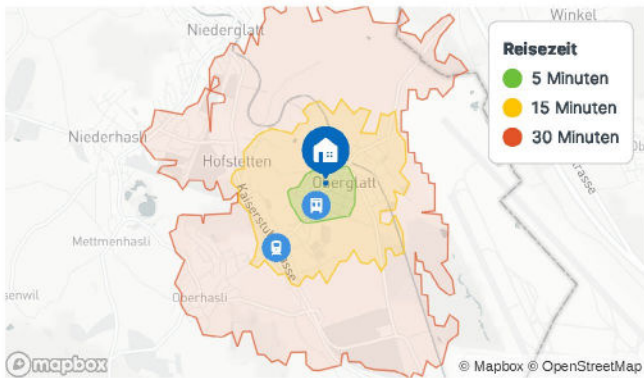 Niederglatt
Winkel
Reisezeit
5 Minuten
15 Minuten
30 Minuten
Niederhasli
Hofstetten
Oberglatt
Kaiserstuhlstrasse
Mettmenhasli
Oberhasli
mapbox
© Mapbox © OpenStreetMap